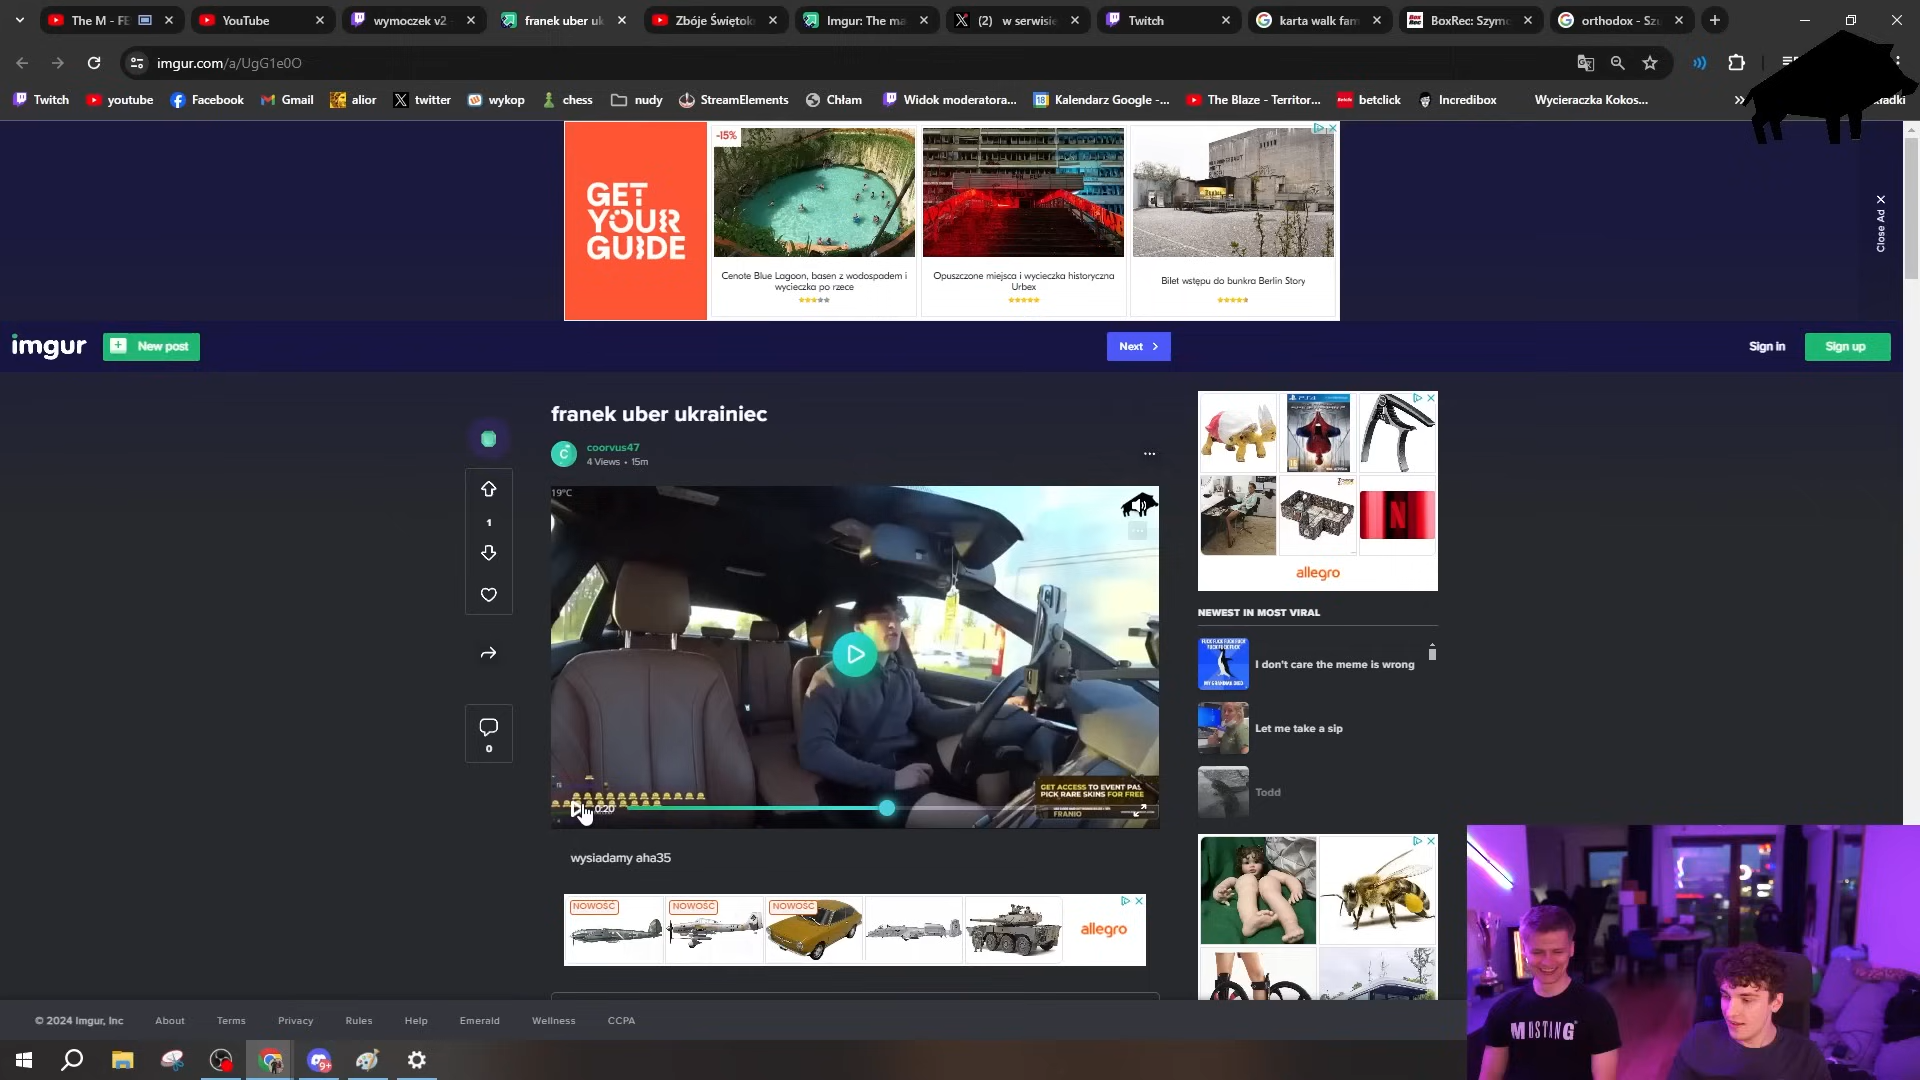 The M - FE
YouTube
wymoczek v2
franek uber uk
Zbóje Świętok
Imgur: The ma
(2) w serwisie
Twitch
karta walk fam
BoxRec: Szymo
orthodox - Szu
imgur.com/a/UgG1e0O
Twitch
youtube
Facebook
Gmail
alior
twitter
wykop
chess
nudy
StreamElements
Chłam
Widok moderatora...
Kalendarz Google -...
The Blaze - Territor...
betclick
Incredibox
Wycieraczka Kokos...
GET YOUR GUIDE
-15%
Cenote Blue Lagoon, basen z wodospadem i
wycieczka po rzece
Opuszczone miejsca i wycieczka historyczna
Urbex
Bilet wstępu do bunkra Berlin Story
Close Ad X
imgur
New post
Next
Sign in
Sign up
franek uber ukrainiec
C
coorvus47
4 Views • 15m
1
0
19°C
GET ACCESS TO EVENT PAS
PICK RARE SKINS FOR FREE
FRANIO
0:20
wysiadamy aha35
NOWOŚĆ
NOWOŚĆ
NOWOŚĆ
allegro
allegro
NEWEST IN MOST VIRAL
I don't care the meme is wrong
Let me take a sip
Todd
© 2024 Imgur, Inc
About
Terms
Privacy
Rules
Help
Emerald
Wellness
CCPA
MUSTANG